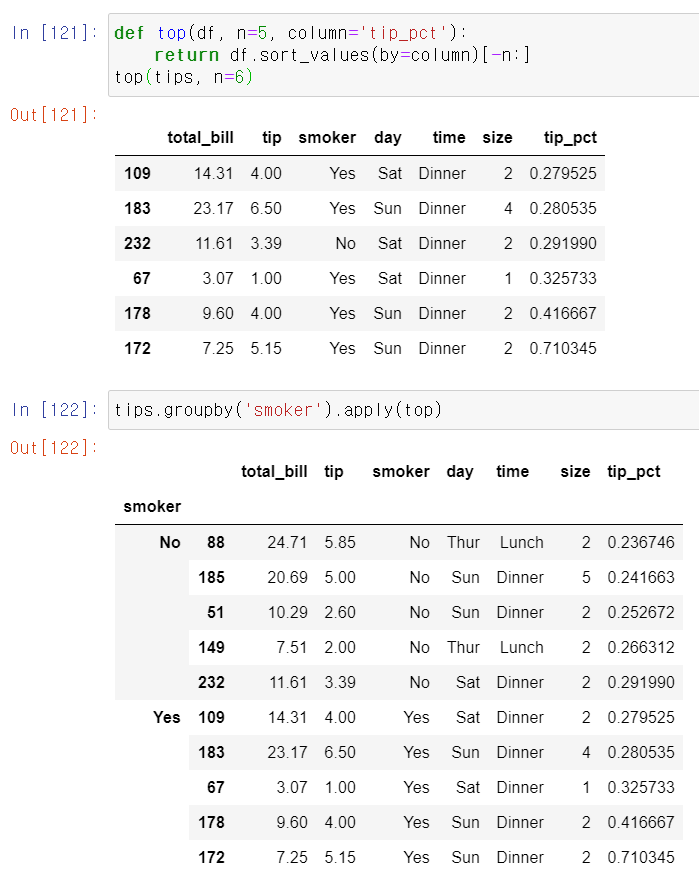 In [121]: def top(df, n=5, column='tip_pct'):
return df.sort_values(by=column)[-n:]
top(tips, n=6)
Out[121]:
total_bill tip smoker day time size tip_pct
109 14.31 4.00 Yes Sat Dinner 2 0.279525
183 23.17 6.50 Yes Sun Dinner 4 0.280535
232 11.61 3.39 No Sat Dinner 2 0.291990
67 3.07 1.00 Yes Sat Dinner 1 0.325733
178 9.60 4.00 Yes Sun Dinner 2 0.416667
172 7.25 5.15 Yes Sun Dinner 2 0.710345
In [122]: tips.groupby('smoker').apply(top)
Out[122]:
total_bill tip smoker day time size tip_pct
smoker
No 88 24.71 5.85 No Thur Lunch 2 0.236746
185 20.69 5.00 No Sun Dinner 5 0.241663
51 10.29 2.60 No Sun Dinner 2 0.252672
149 7.51 2.00 No Thur Lunch 2 0.266312
232 11.61 3.39 No Sat Dinner 2 0.291990
Yes 109 14.31 4.00 Yes Sat Dinner 2 0.279525
183 23.17 6.50 Yes Sun Dinner 4 0.280535
67 3.07 1.00 Yes Sat Dinner 1 0.325733
178 9.60 4.00 Yes Sun Dinner 2 0.416667
172 7.25 5.15 Yes Sun Dinner 2 0.710345